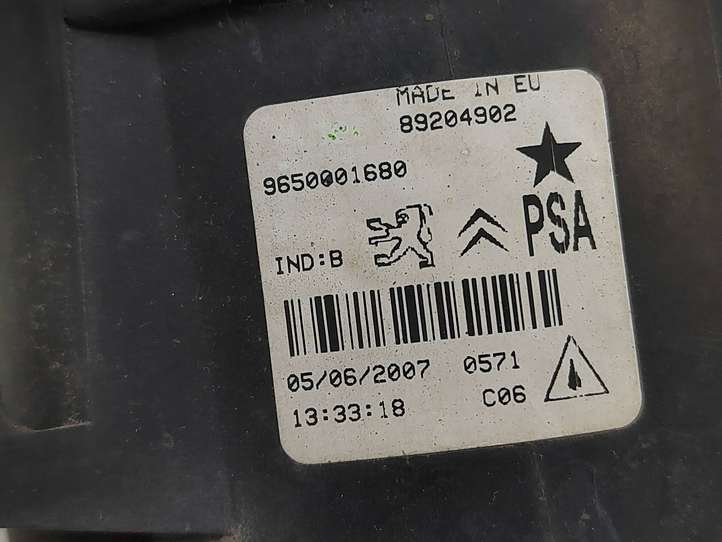 MADE IN EU
89204902
9650001680
IND:B PSA
05/06/2007 0571
13:33:18 C06